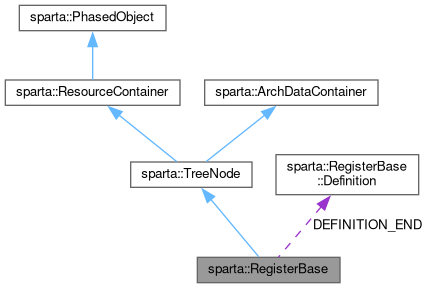 sparta::PhasedObject
sparta::ResourceContainer
sparta::ArchDataContainer
sparta::TreeNode
sparta::RegisterBase
::Definition
DEFINITION_END
sparta::RegisterBase